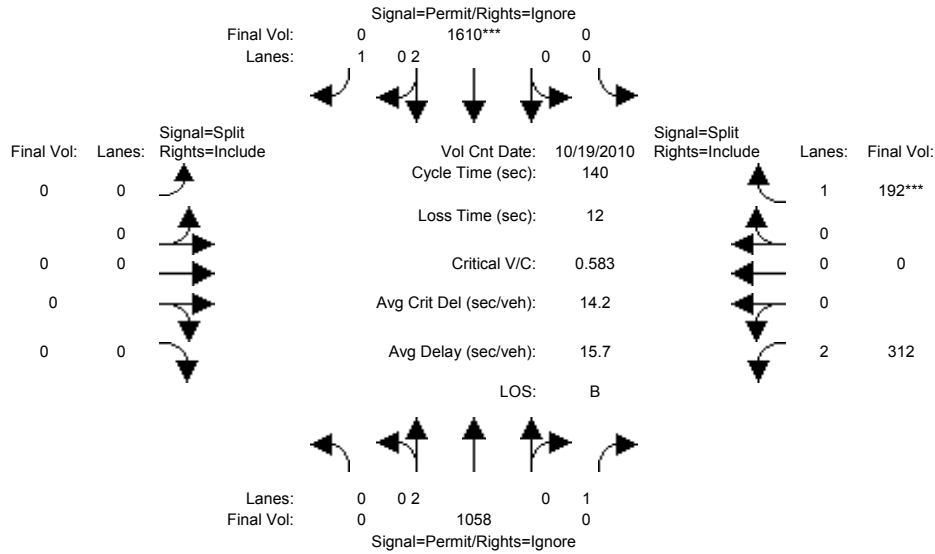 Signal=Permit/Rights=Ignore
Final Vol: 0 1610*** 0
Lanes: 1 0 2 0 0
Signal=Split
Final Vol: Lanes: Rights=Include
Vol Cnt Date: 10/19/2010
Signal=Split
Rights=Include Lanes: Final Vol:
Cycle Time (sec): 140
0 0
1 192***
Loss Time (sec): 12
0
0
0 0
Critical V/C: 0.583
0 0
0
Avg Crit Del (sec/veh): 14.2
0
0 0
Avg Delay (sec/veh): 15.7
2 312
LOS: B
Lanes: 0 0 2 0 1
Final Vol: 0 1058 0
Signal=Permit/Rights=Ignore